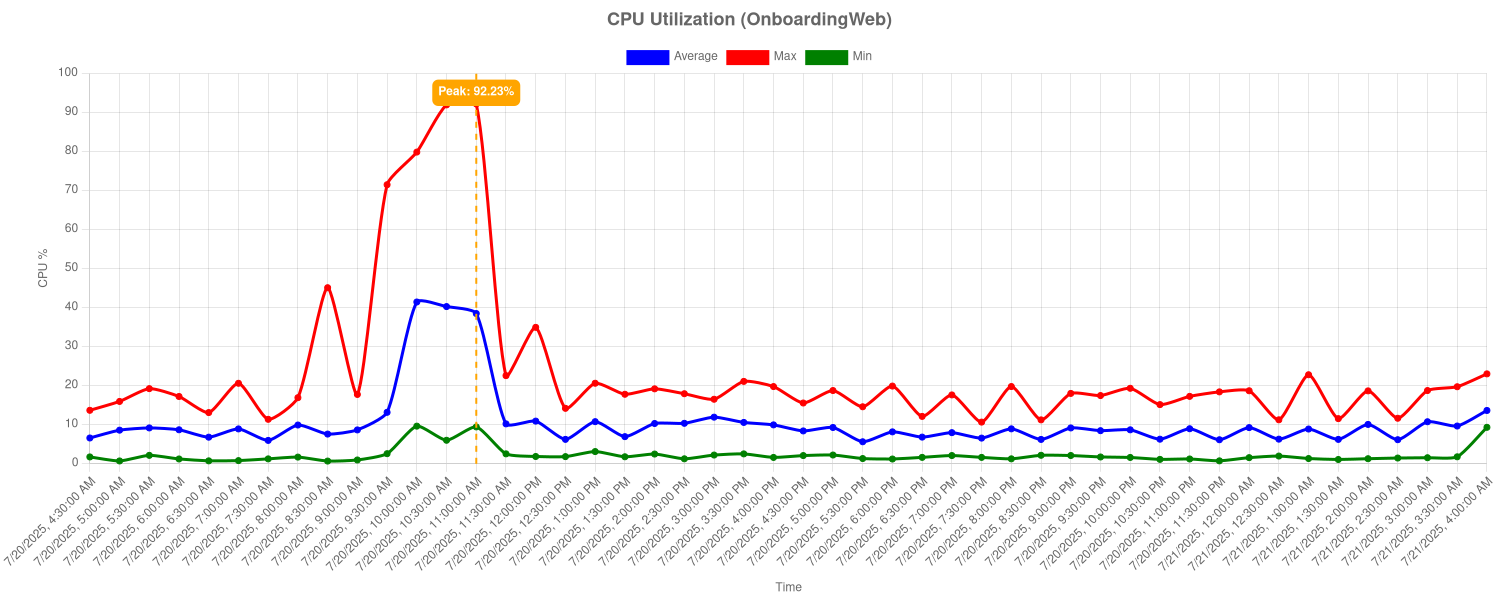 CPU Utilization (OnboardingWeb)
Average Max Min
Peak: 92.23%
100
90
80
70
60
50
40
30
20
10
0
CPU %
7/20/2025, 4:30:00 AM
7/20/2025, 5:00:00 AM
7/20/2025, 5:30:00 AM
7/20/2025, 6:00:00 AM
7/20/2025, 6:30:00 AM
7/20/2025, 7:00:00 AM
7/20/2025, 7:30:00 AM
7/20/2025, 8:00:00 AM
7/20/2025, 8:30:00 AM
7/20/2025, 9:00:00 AM
7/20/2025, 9:30:00 AM
7/20/2025, 10:00:00 AM
7/20/2025, 10:30:00 AM
7/20/2025, 11:00:00 AM
7/20/2025, 11:30:00 AM
7/20/2025, 12:00:00 PM
7/20/2025, 12:30:00 PM
7/20/2025, 1:00:00 PM
7/20/2025, 1:30:00 PM
7/20/2025, 2:00:00 PM
7/20/2025, 2:30:00 PM
7/20/2025, 3:00:00 PM
7/20/2025, 3:30:00 PM
7/20/2025, 4:00:00 PM
7/20/2025, 4:30:00 PM
7/20/2025, 5:00:00 PM
7/20/2025, 5:30:00 PM
7/20/2025, 6:00:00 PM
7/20/2025, 6:30:00 PM
7/20/2025, 7:00:00 PM
7/20/2025, 7:30:00 PM
7/20/2025, 8:00:00 PM
7/20/2025, 8:30:00 PM
7/20/2025, 9:00:00 PM
7/20/2025, 9:30:00 PM
7/20/2025, 10:00:00 PM
7/20/2025, 10:30:00 PM
7/20/2025, 11:00:00 PM
7/20/2025, 11:30:00 PM
7/21/2025, 12:00:00 AM
7/21/2025, 12:30:00 AM
7/21/2025, 1:00:00 AM
7/21/2025, 1:30:00 AM
7/21/2025, 2:00:00 AM
7/21/2025, 2:30:00 AM
7/21/2025, 3:00:00 AM
7/21/2025, 3:30:00 AM
7/21/2025, 4:00:00 AM
Time